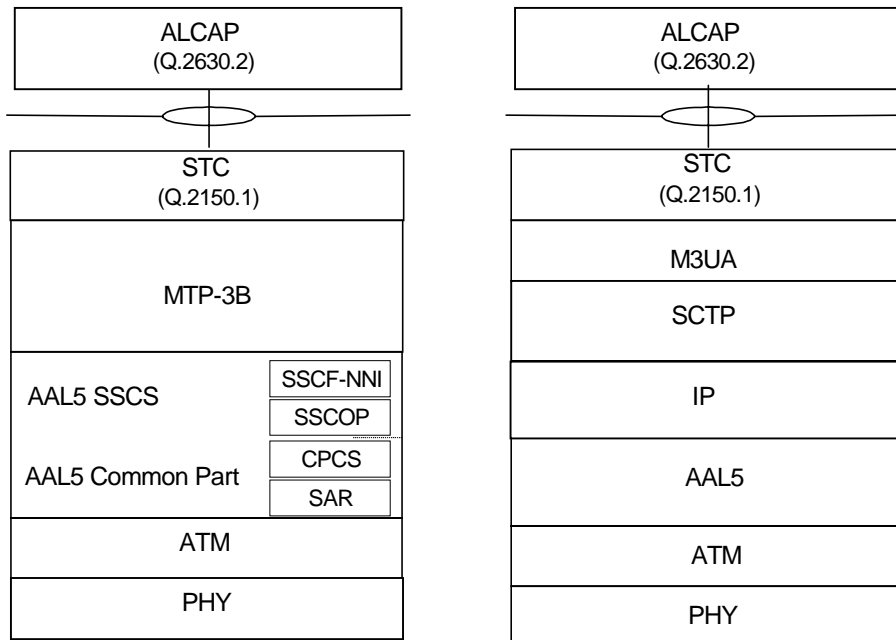 ALCAP
(Q.2630.2)
STC
(Q.2150.1)
MTP-3B
AAL5 SSCS
SSCF-NNI
SSCOP
AAL5 Common Part
CPCS
SAR
ATM
PHY
ALCAP
(Q.2630.2)
STC
(Q.2150.1)
M3UA
SCTP
IP
AAL5
ATM
PHY